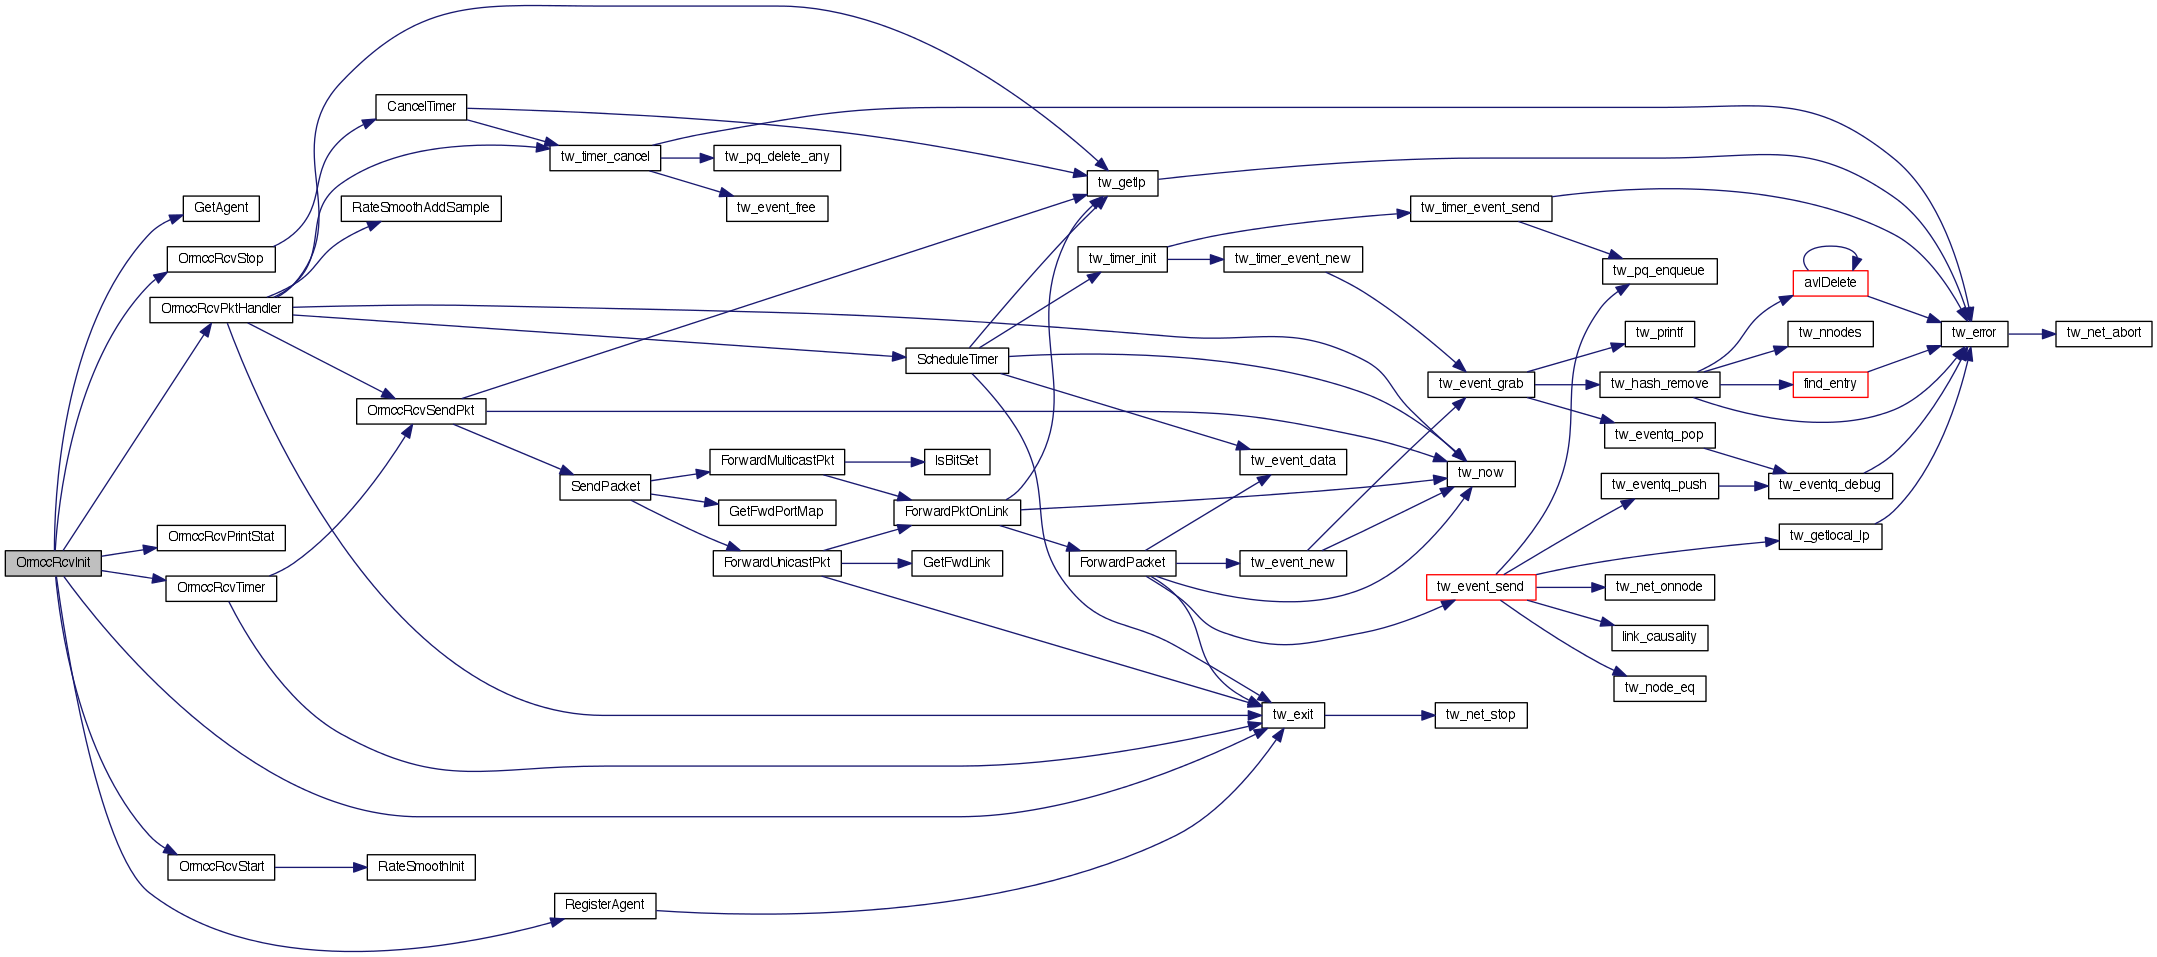 OrmccRcvInit
GetAgent
OrmccRcvStop
OrmccRcvPktHandler
OrmccRcvPrintStat
OrmccRcvTimer
OrmccRcvStart
RegisterAgent
CancelTimer
RateSmoothAddSample
OrmccRcvSendPkt
RateSmoothInit
tw_timer_cancel
SendPacket
tw_pq_delete_any
tw_event_free
ForwardMulticastPkt
GetFwdPortMap
ForwardUnicastPkt
ScheduleTimer
IsBitSet
ForwardPktOnLink
GetFwdLink
tw_getlp
tw_timer_init
ForwardPacket
tw_timer_event_new
tw_event_data
tw_event_new
tw_exit
tw_timer_event_send
tw_event_grab
tw_now
tw_event_send
tw_net_stop
tw_pq_enqueue
tw_printf
tw_hash_remove
tw_eventq_pop
tw_eventq_push
tw_net_onnode
link_causality
tw_node_eq
avlDelete
tw_nnodes
find_entry
tw_eventq_debug
tw_getlocal_lp
tw_error
tw_net_abort